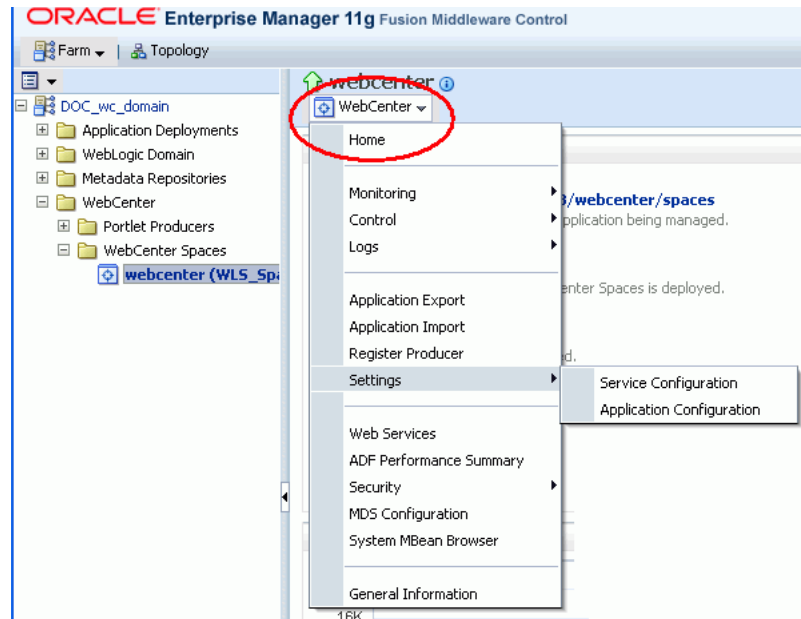 ORACLE Enterprise Manager 11g Fusion Middleware Control
Farm | Topology
DOC_wc_domain
Application Deployments
WebLogic Domain
Metadata Repositories
WebCenter
Portlet Producers
WebCenter Spaces
webcenter (WLS_Spa
webcenter
WebCenter
Home
Monitoring
Control
Logs
Application Export
Application Import
Register Producer
Settings
Web Services
ADF Performance Summary
Security
MDS Configuration
System MBean Browser
General Information
Service Configuration
Application Configuration
/webcenter/spaces
pplication being managed.
enter Spaces is deployed.
ed.
16K